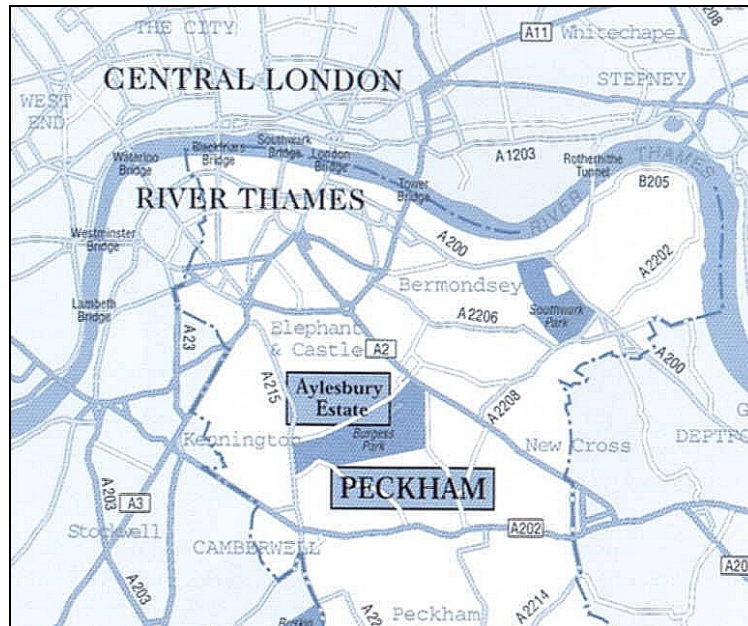 THE CITY
A11
Whitechapel
A1208
CENTRAL LONDON
STEPNEY
WEST
END
Blackfriars
Bridge
Southwark
Bridge
London
Bridge
Waterloo
Bridge
A1203
Rotherhithe
Tunnel
THAMES
B205
RIVER THAMES
Tower
Bridge
RIVER
Westminster
Bridge
A200
A2202
Bermondsey
Lambeth
Bridge
Southwark
Park
A2206
A23
Elephant
& Castle
A2
A200
Aylesbury
Estate
A215
A2208
Kennington
Burgess
Park
New Cross
DEPTFO
PECKHAM
A203
A3
Stockwell
A202
CAMBERWELL
A20
A203
Peckham
A2214